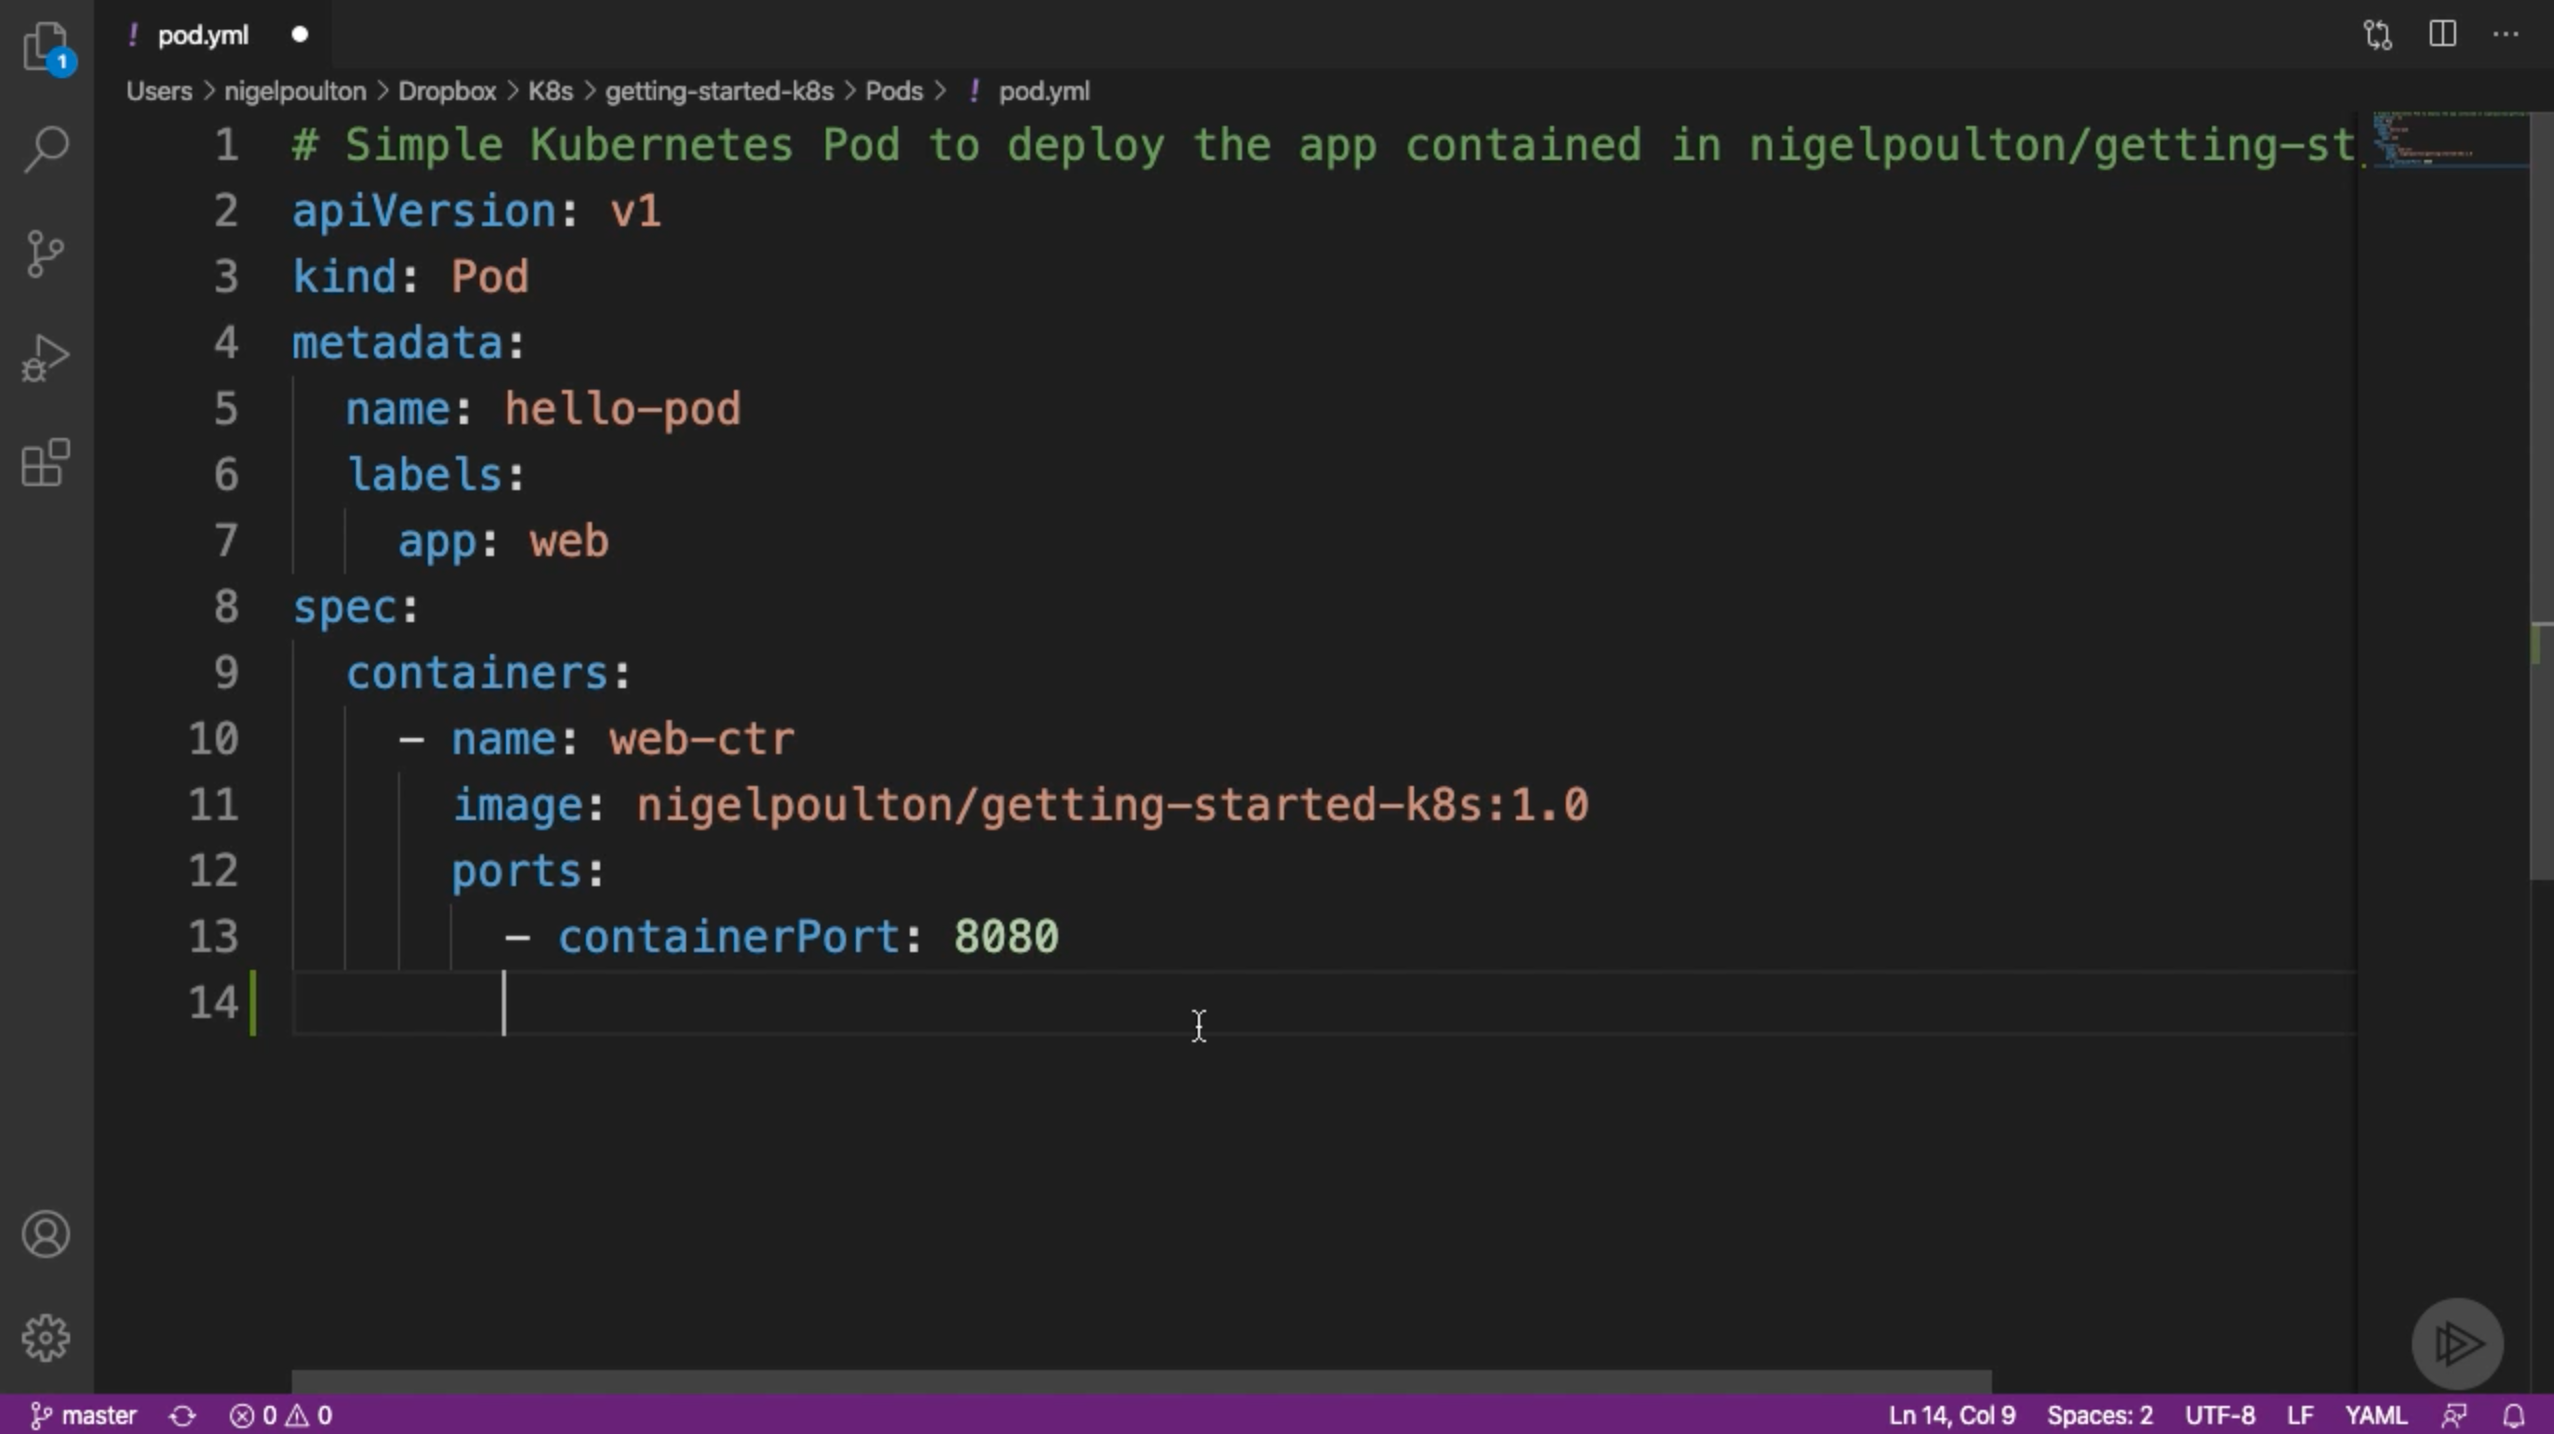 pod.yml
1
Users > nigelpoulton > Dropbox > K8s > getting-started-k8s > Pods > ! pod.yml
1 # Simple Kubernetes Pod to deploy the app contained in nigelpoulton/getting-st
2 apiVersion: v1
3 kind: Pod
4 metadata:
5   name: hello-pod
6   labels:
7     app: web
8 spec:
9   containers:
10     - name: web-ctr
11       image: nigelpoulton/getting-started-k8s:1.0
12       ports:
13         - containerPort: 8080
14
master 0 0 Ln 14, Col 9 Spaces: 2 UTF-8 LF YAML